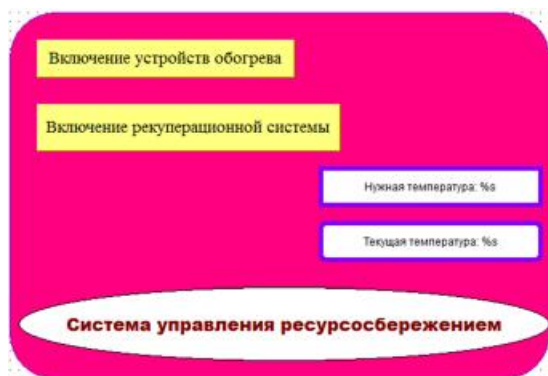 Включение устройств обогрева
Включение рекуперационной системы
Нужная температура: %s
Текущая температура: %s
Система управления ресурсосбережением